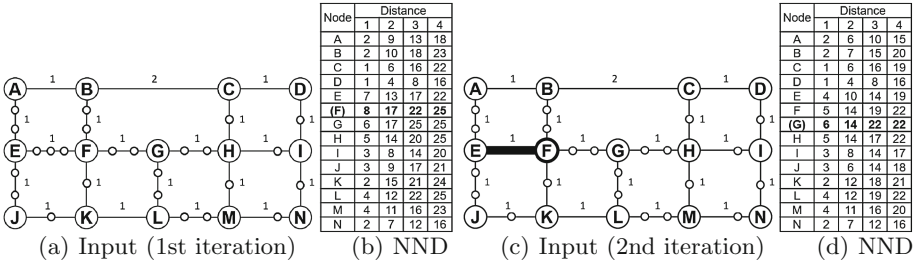 1 2 1
A B C D
1 1 1 1
1 1 1 1
E F G H I
1 1 1 1 1
1 1 1 1
J K L M N
(a) Input (1st iteration)
Node Distance
1 2 3 4
A 2 9 13 18
B 2 10 18 23
C 1 6 16 22
D 1 4 8 16
E 7 13 17 22
(F) 8 17 22 25
G 6 17 25 25
H 5 14 20 25
I 3 8 14 20
J 3 9 17 21
K 2 15 21 24
L 4 12 22 25
M 4 11 16 23
N 2 7 12 16
(b) NND
1 2 1
A B C D
1 1 1 1
1 1 1 1
E F G H I
1 1 1 1 1
1 1 1 1
J K L M N
(c) Input (2nd iteration)
Node Distance
1 2 3 4
A 2 6 10 15
B 2 7 15 20
C 1 6 16 19
D 1 4 8 16
E 4 10 14 19
F 5 14 19 22
(G) 6 14 22 22
H 5 14 17 22
I 3 8 14 17
J 3 6 14 18
K 2 12 18 21
L 4 12 19 22
M 4 11 16 20
N 2 7 12 16
(d) NND